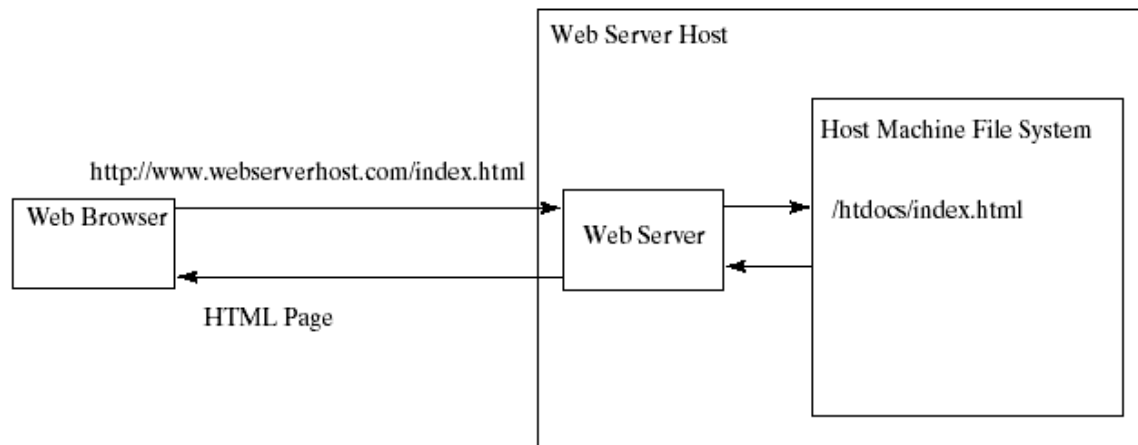 Web Server Host
Host Machine File System
http://www.webserverhost.com/index.html
/htdocs/index.html
Web Browser
Web Server
HTML Page